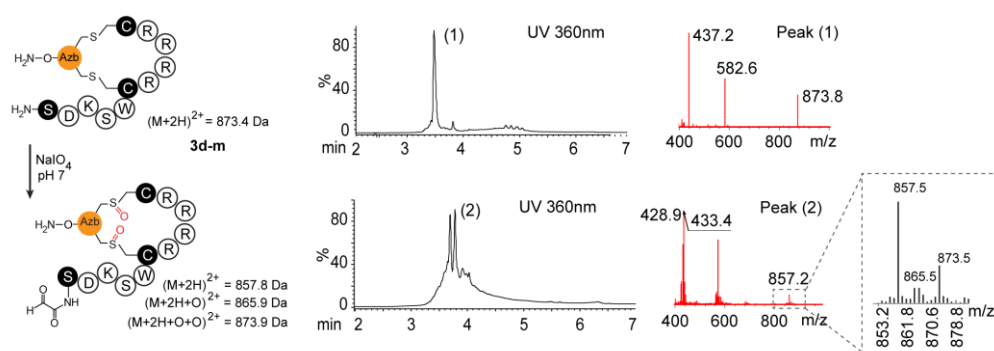 H₂N-O-Azb
S
S
C R R R R C
H₂N-S D K S W
(M+2H)²⁺ = 873.4 Da
3d-m
NaIO₄
pH 7
H₂N-O-Azb
S O
O S
C R R R R C
S D K S W
H O O NH
(M+2H)²⁺ = 857.8 Da
(M+2H+O)²⁺ = 865.9 Da
(M+2H+O+O)²⁺ = 873.9 Da
(1) UV 360nm
80
%
40
0
min 2 3 4 5 6 7
Peak (1)
437.2
582.6
873.8
400 600 800 m/z
(2) UV 360nm
80
%
40
0
min 2 3 4 5 6 7
Peak (2)
428.9
433.4
857.2
400 600 800 m/z
857.5
865.5
873.5
853.2 861.8 870.6 878.8 m/z